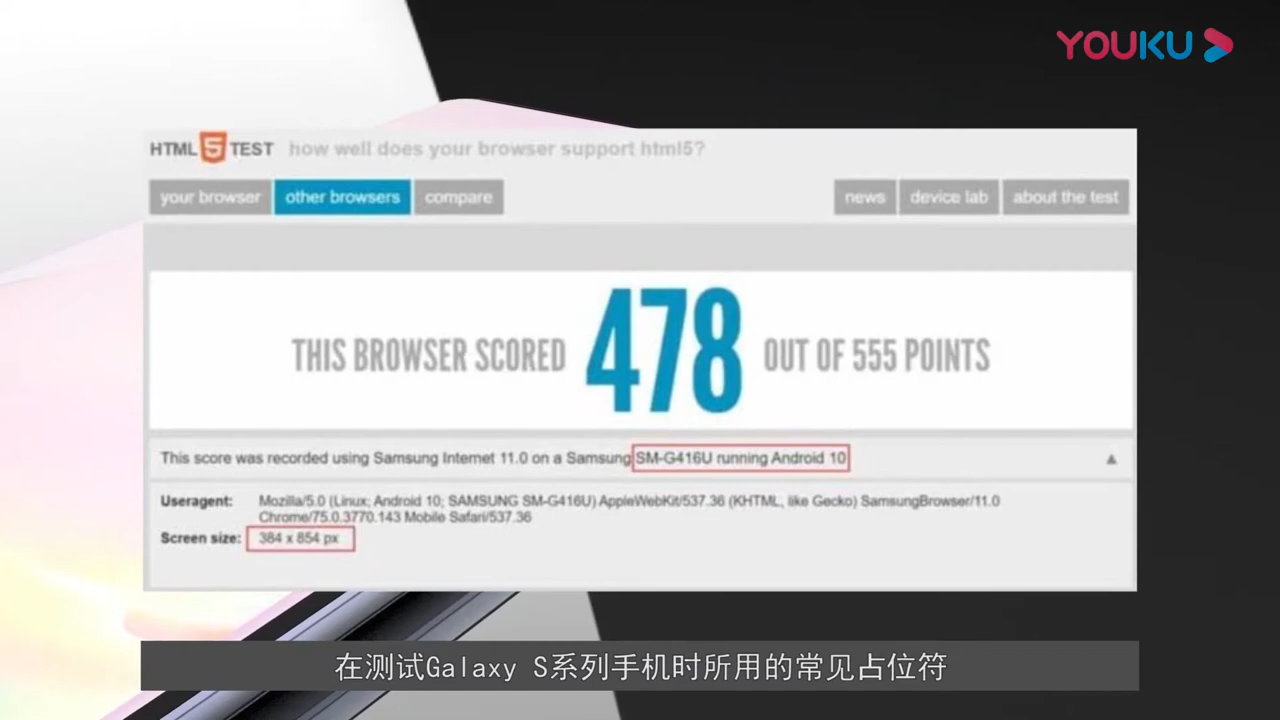 YOUKU
HTML 5 TEST how well does your browser support html5?
your browser other browsers compare news device lab about the test
THIS BROWSER SCORED 478 OUT OF 555 POINTS
This score was recorded using Samsung Internet 11.0 on a Samsung SM-G416U running Android 10
Useragent: Mozilla/5.0 (Linux; Android 10; SAMSUNG SM-G416U) AppleWebKit/537.36 (KHTML, like Gecko) SamsungBrowser/11.0
Chrome/75.0.3770.143 Mobile Safari/537.36
Screen size: 384 x 854 px
在测试Galaxy S系列手机时所用的常见占位符